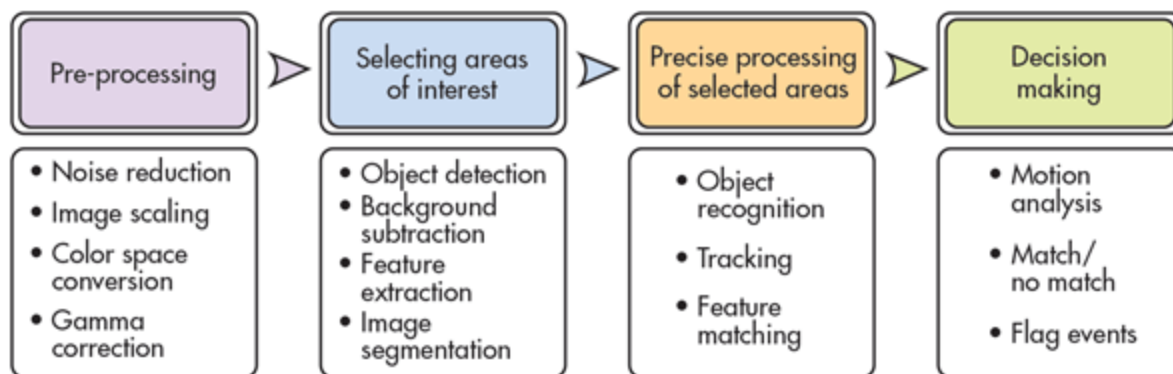 Pre-processing
Selecting areas
of interest
Precise processing
of selected areas
Decision
making
• Noise reduction
• Image scaling
• Color space
conversion
• Gamma
correction
• Object detection
• Background
subtraction
• Feature
extraction
• Image
segmentation
• Object
recognition
• Tracking
• Feature
matching
• Motion
analysis
• Match/
no match
• Flag events